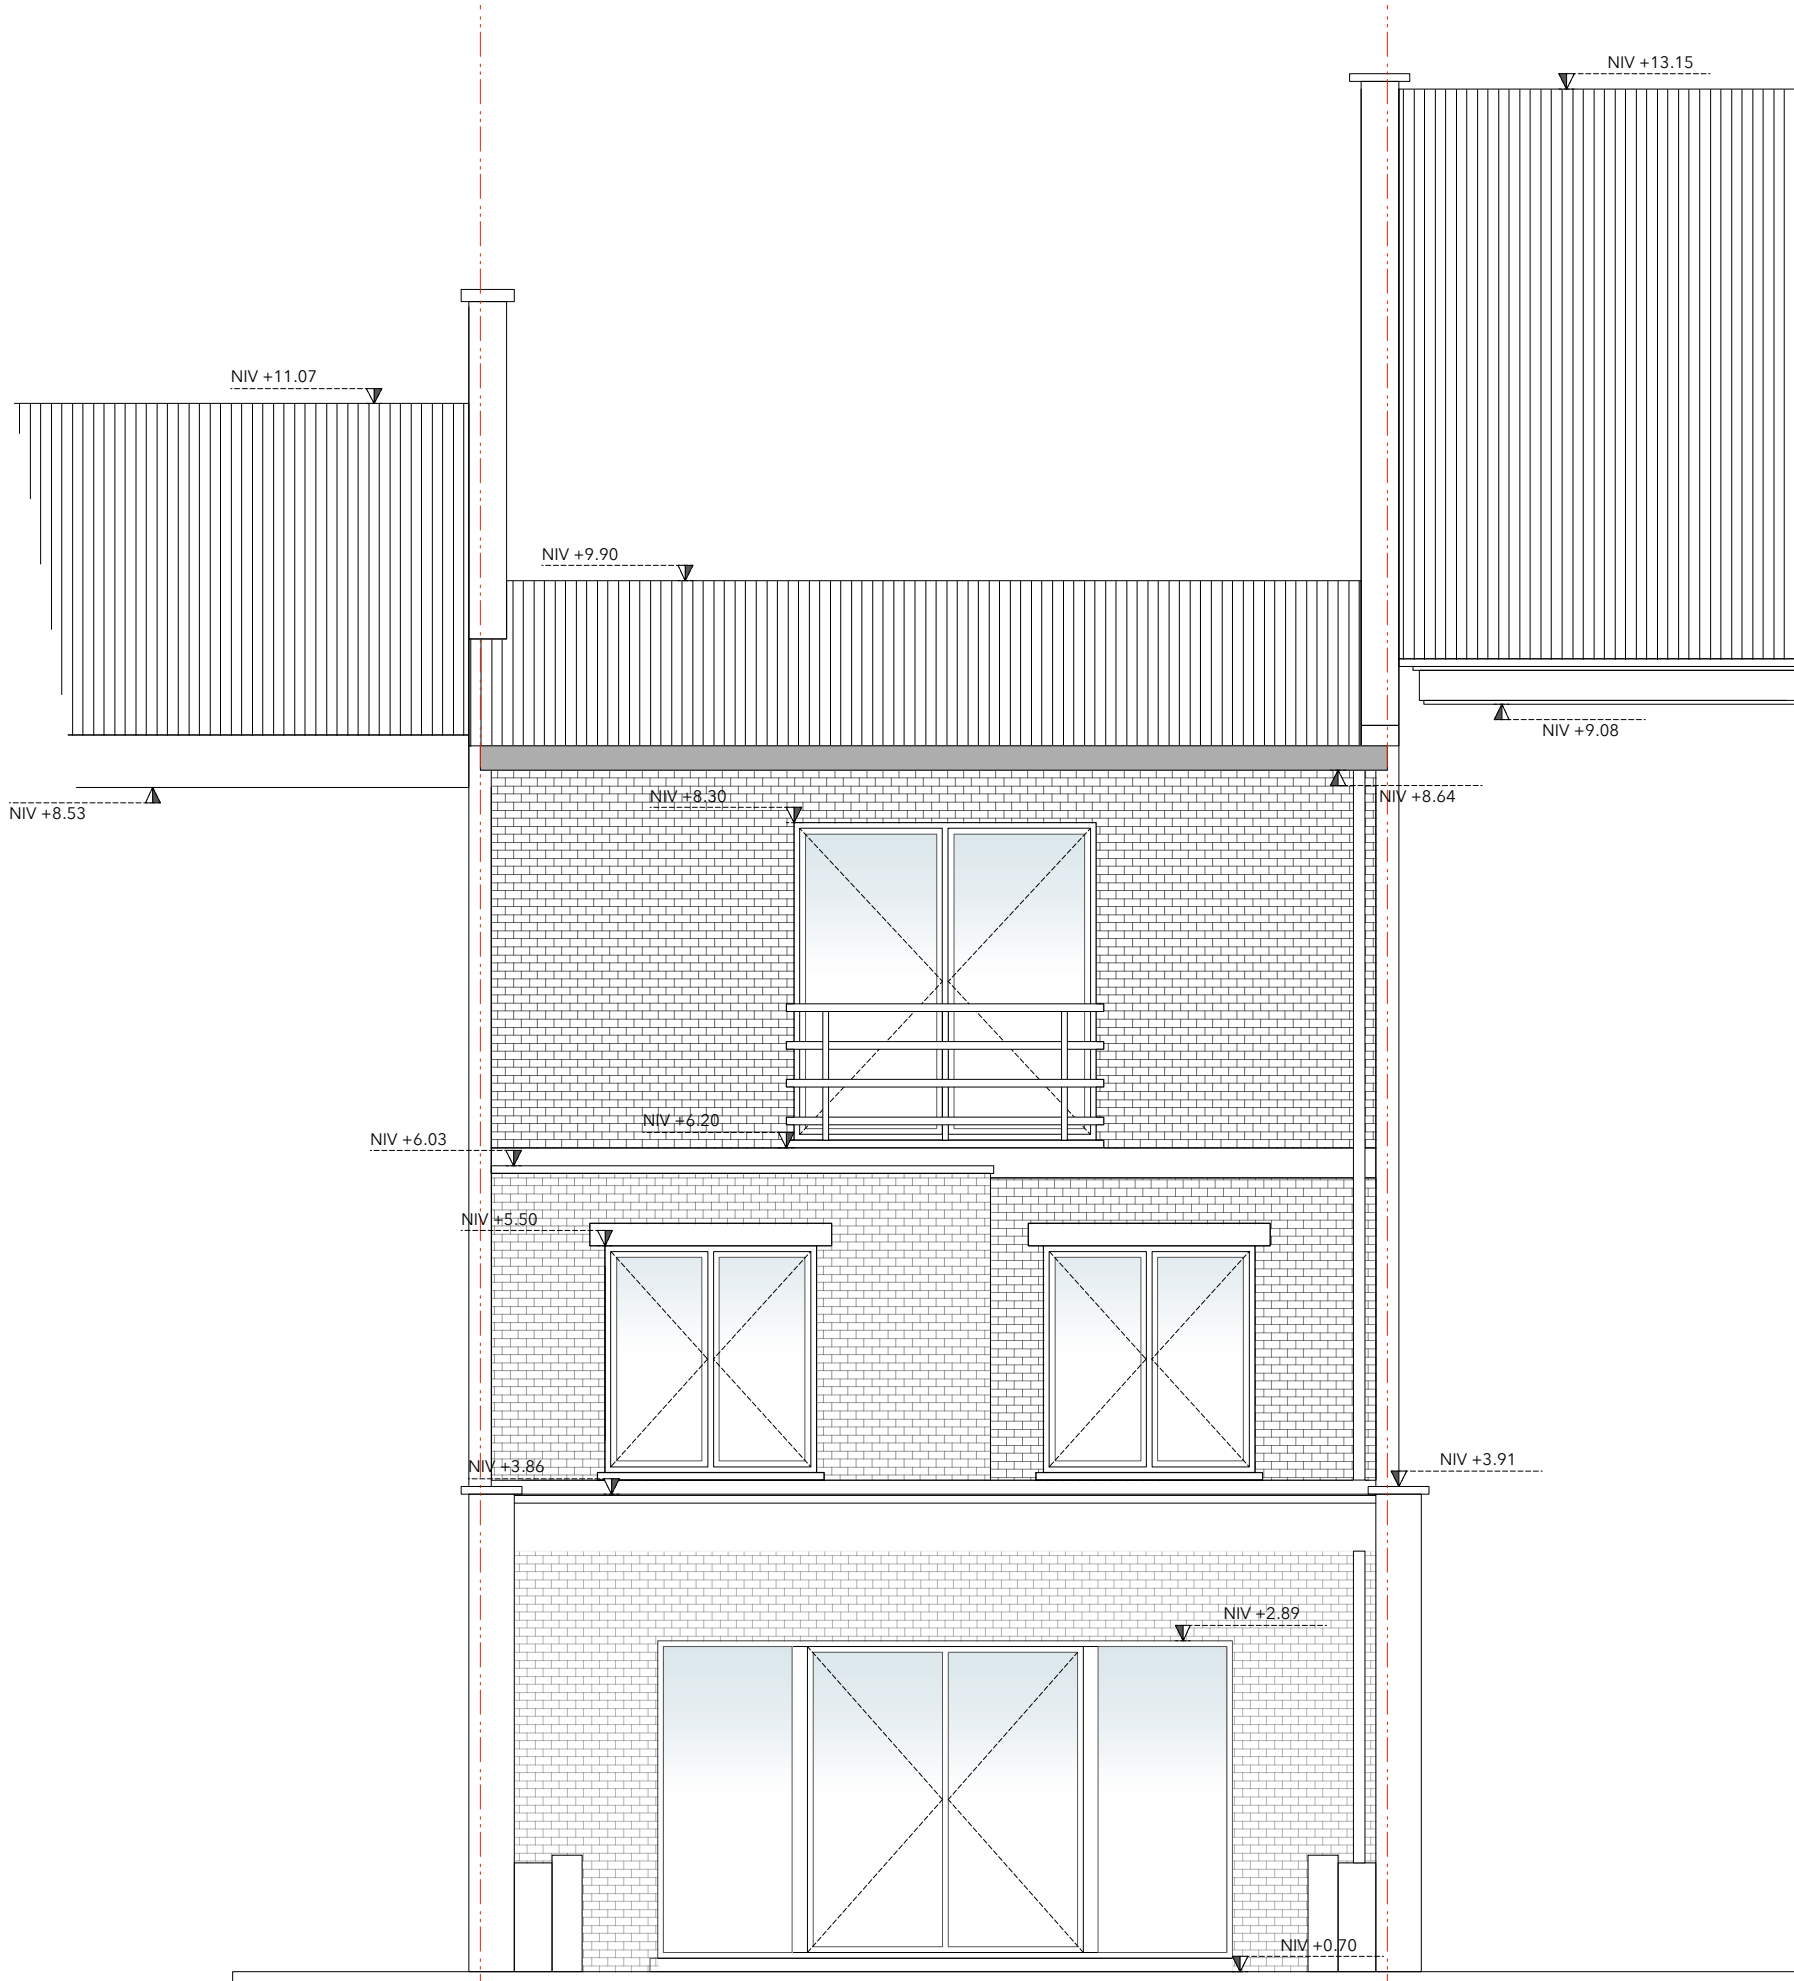 NIV +13.15
NIV +11.07
NIV +9.90
NIV +9.08
NIV +8.30
NIV +8.64
NIV +8.53
NIV +6.20
NIV +6.03
NIV +5.50
NIV +3.91
NIV +3.86
NIV +2.89
NIV +0.70